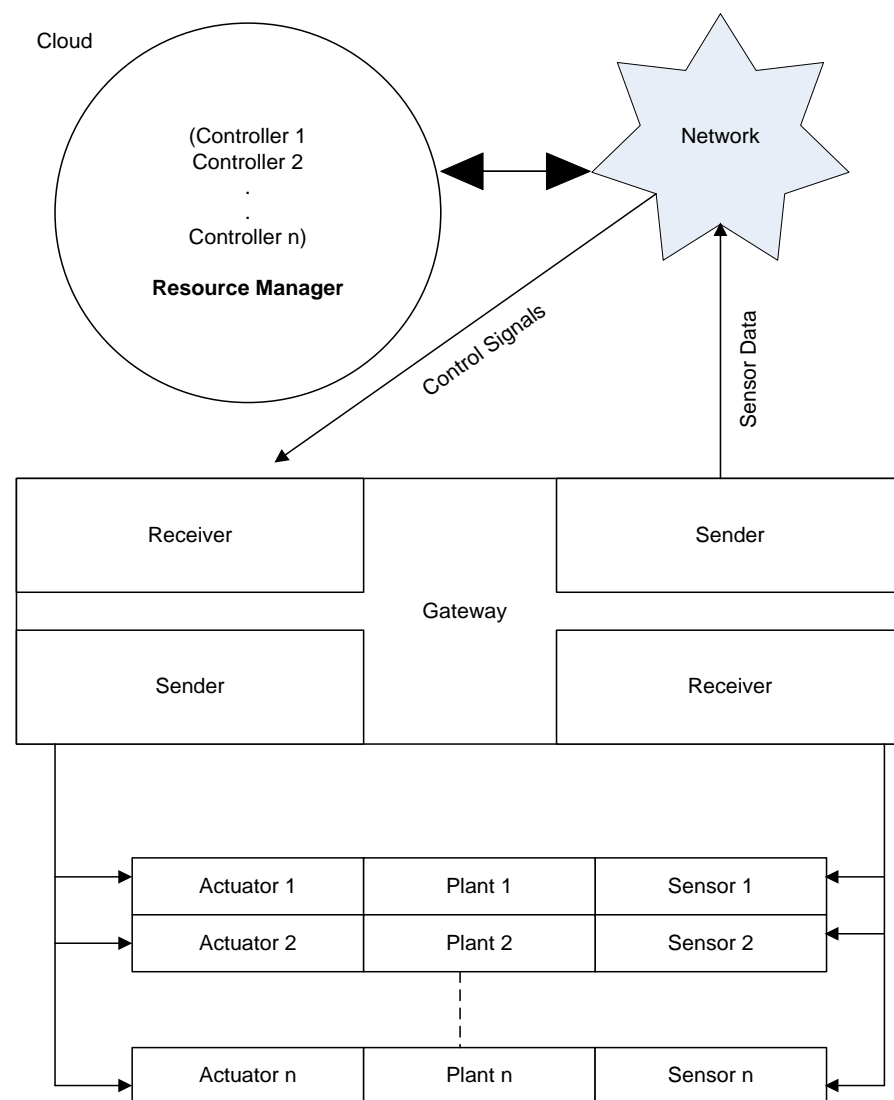 Cloud
(Controller 1
Controller 2
.
.
Controller n)
Resource Manager
Network
Control Signals
Sensor Data
Receiver
Sender
Gateway
Sender
Receiver
Actuator 1
Plant 1
Sensor 1
Actuator 2
Plant 2
Sensor 2
Actuator n
Plant n
Sensor n